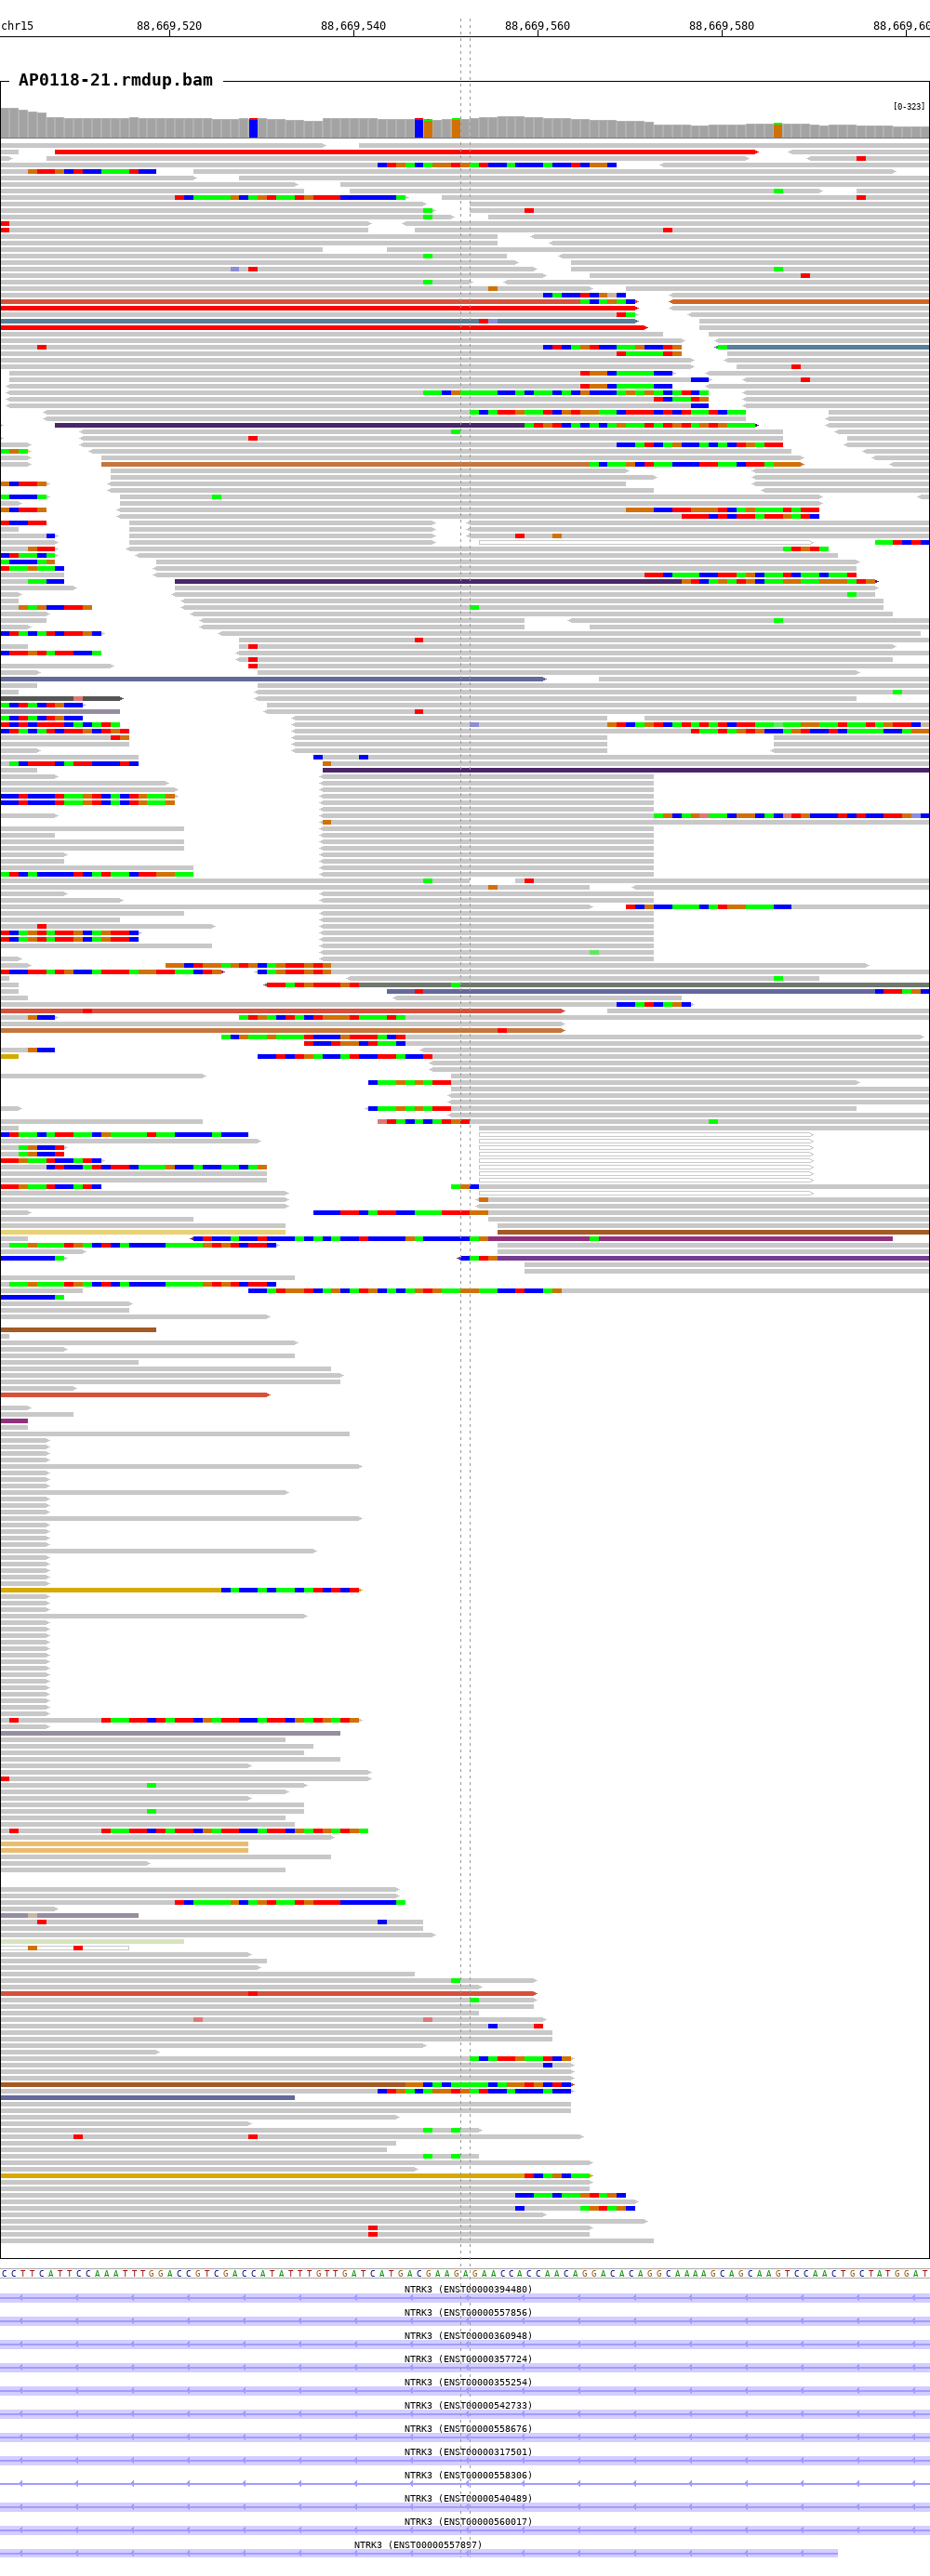 chr15 88,669,520 88,669,540 88,669,560 88,669,580 88,669,60
AP0118-21.rmdup.bam
[0-323]
CCTTCATTCCAAATTTGGACCGTCGACCATATTTGTTGATCATGACGAAGAGAACCACCAACAGGACACAGGCAAAAGCAGCAAGTCCAACTGCTATGGAT
NTRK3 (ENST00000394480)
NTRK3 (ENST00000557856)
NTRK3 (ENST00000360948)
NTRK3 (ENST00000357724)
NTRK3 (ENST00000355254)
NTRK3 (ENST00000542733)
NTRK3 (ENST00000558676)
NTRK3 (ENST00000317501)
NTRK3 (ENST00000558306)
NTRK3 (ENST00000540489)
NTRK3 (ENST00000560017)
NTRK3 (ENST00000557897)